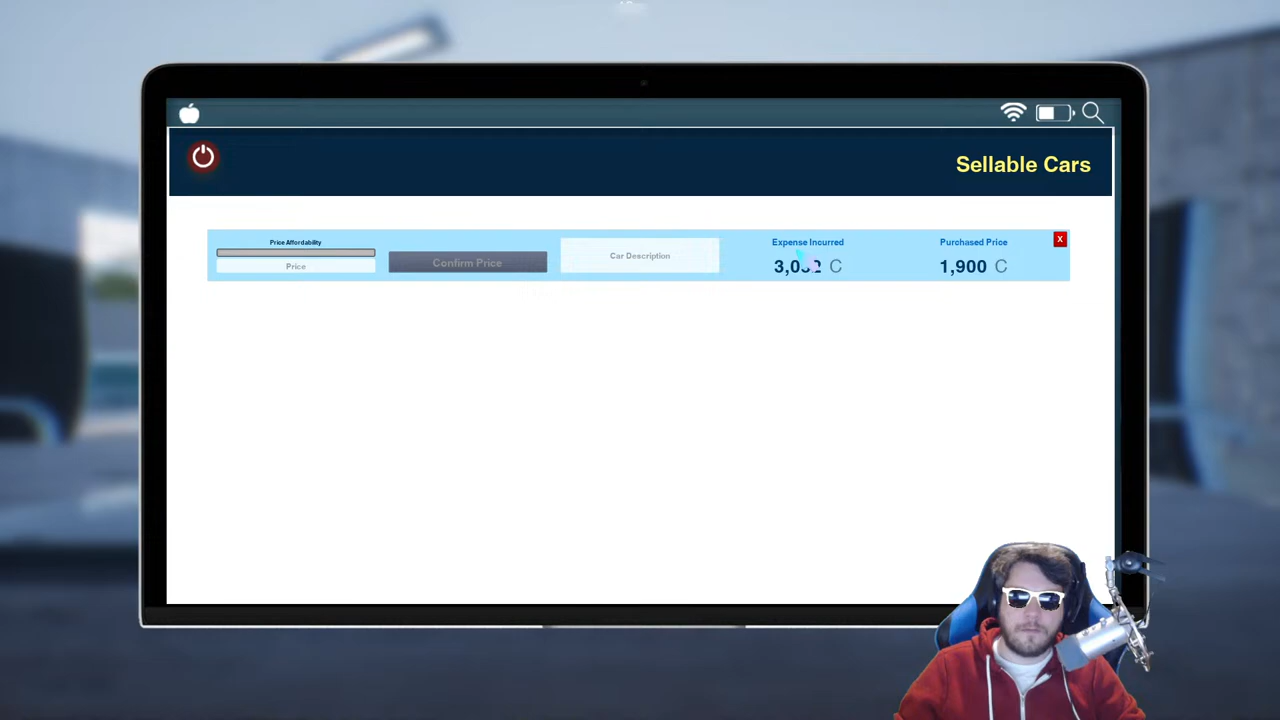 Sellable Cars
Price Affordability
Price
Confirm Price
Car Description
Expense Incurred
C
Purchased Price
1,900 C
X